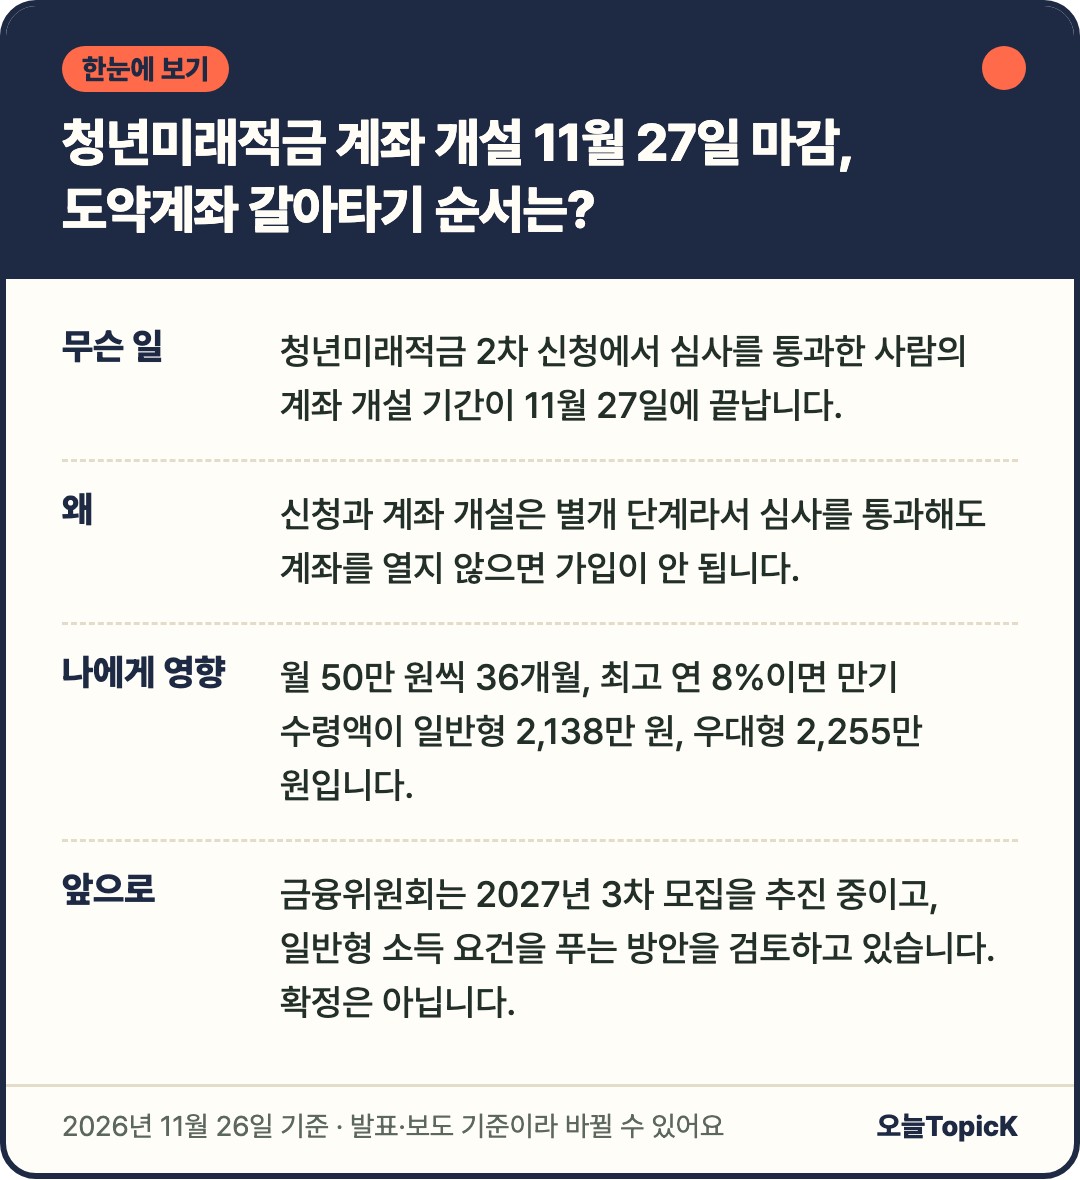 한눈에 보기
청년미래적금 계좌 개설 11월 27일 마감,
도약계좌 갈아타기 순서는?
무슨 일
청년미래적금 2차 신청에서 심사를 통과한 사람의
계좌 개설 기간이 11월 27일에 끝납니다.
왜
신청과 계좌 개설은 별개 단계라서 심사를 통과해도
계좌를 열지 않으면 가입이 안 됩니다.
나에게 영향
월 50만 원씩 36개월, 최고 연 8%이면 만기
수령액이 일반형 2,138만 원, 우대형 2,255만
원입니다.
앞으로
금융위원회는 2027년 3차 모집을 추진 중이고,
일반형 소득 요건을 푸는 방안을 검토하고 있습니다.
확정은 아닙니다.
2026년 11월 26일 기준 · 발표·보도 기준이라 바뀔 수 있어요
오늘TopicK